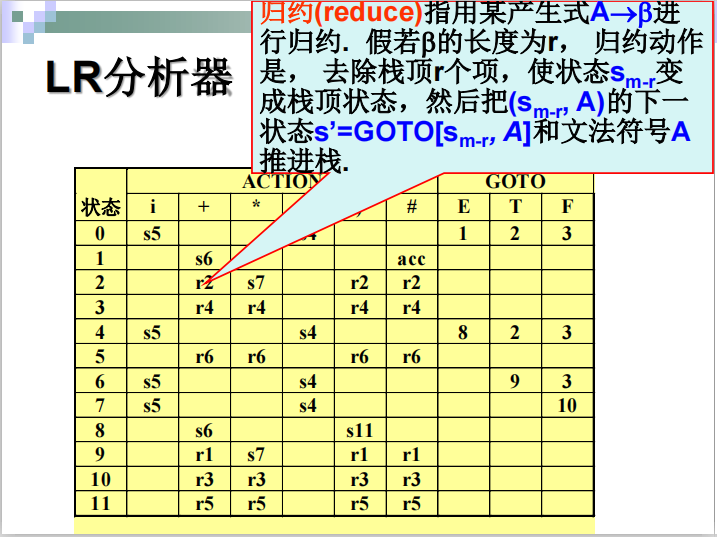 归约(reduce)指用某产生式A→β进
行归约. 假若β的长度为r， 归约动作
是， 去除栈顶r个项，使状态sm-r变
成栈顶状态，然后把(sm-r, A)的下一
状态s’=GOTO[sm-r, A]和文法符号A
推进栈.
LR分析器
ACTION GOTO
状态 i + * ) # E T F
0 s5 s4 1 2 3
1 s6 acc
2 r2 s7 r2 r2
3 r4 r4 r4 r4
4 s5 s4 8 2 3
5 r6 r6 r6 r6
6 s5 s4 9 3
7 s5 s4 10
8 s6 s11
9 r1 s7 r1 r1
10 r3 r3 r3 r3
11 r5 r5 r5 r5